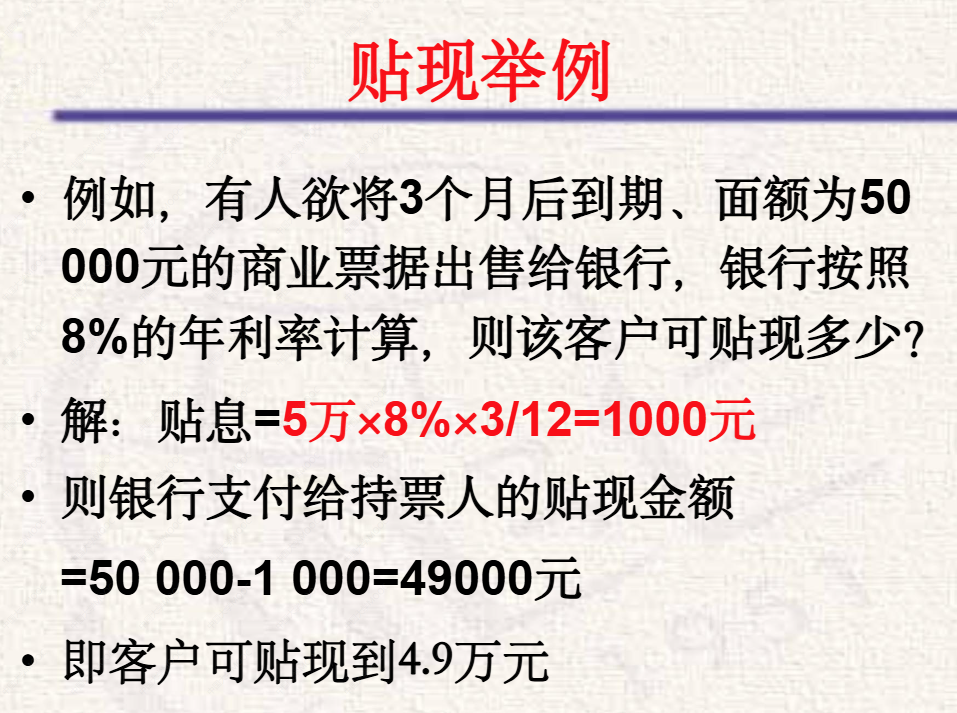 贴现举例
• 例如，有人欲将3个月后到期、面额为50
000元的商业票据出售给银行，银行按照
8%的年利率计算，则该客户可贴现多少？
• 解：贴息=5万×8%×3/12=1000元
• 则银行支付给持票人的贴现金额
=50 000-1 000=49000元
• 即客户可贴现到4.9万元